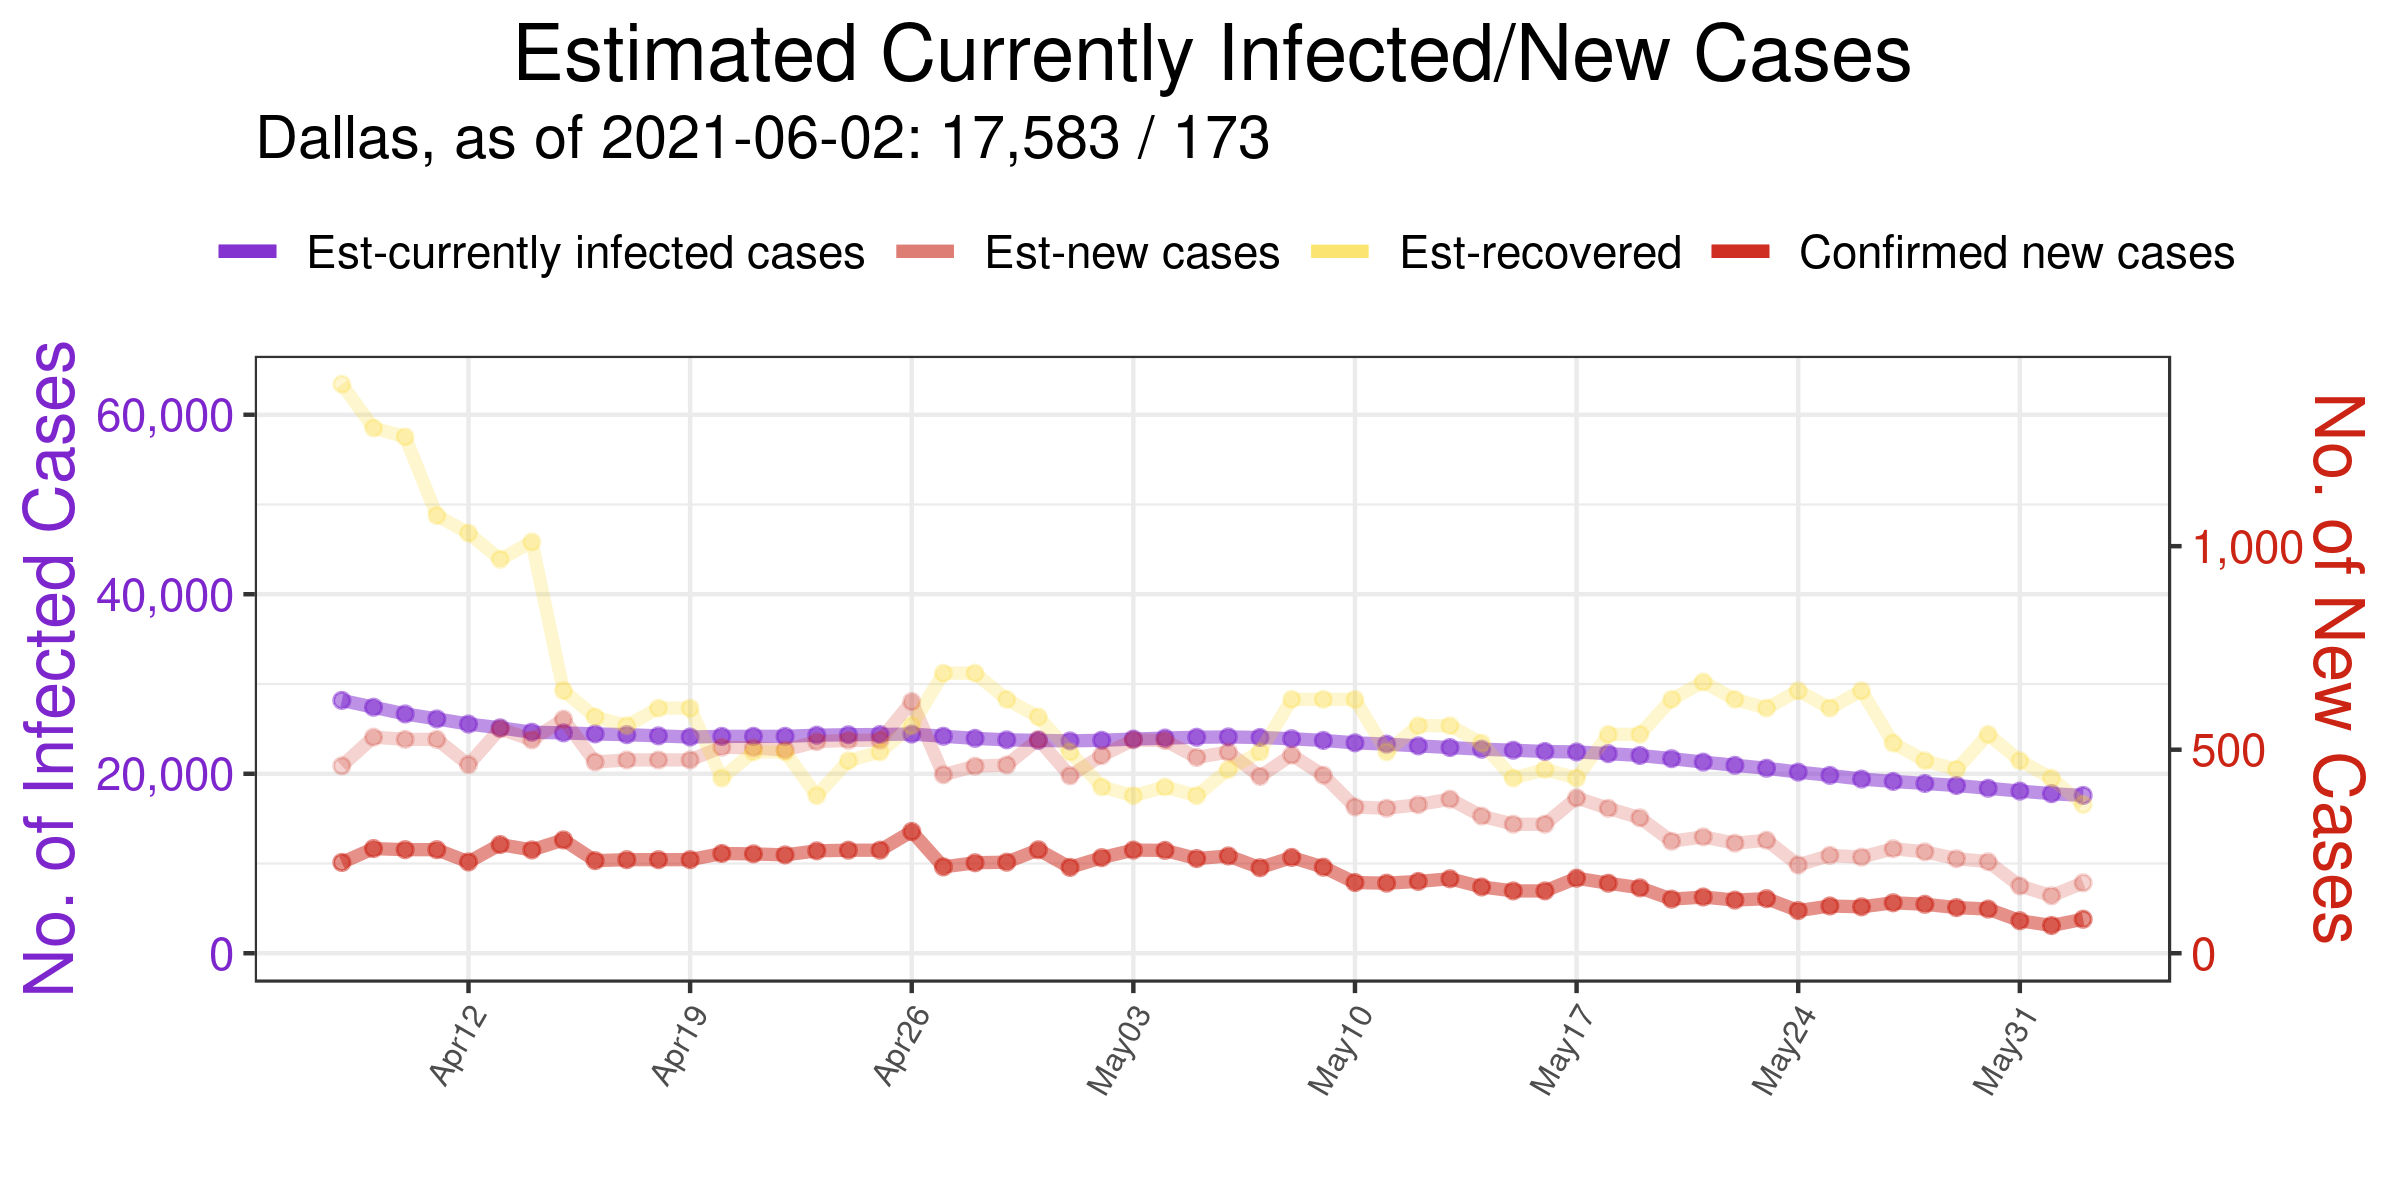 Estimated Currently Infected/New Cases
Dallas, as of 2021-06-02: 17,583 / 173
Est-currently infected cases Est-new cases Est-recovered Confirmed new cases
No. of Infected Cases
60,000
40,000
20,000
0
1,000
500
0
No. of New Cases
Apr12 Apr19 Apr26 May03 May10 May17 May24 May31